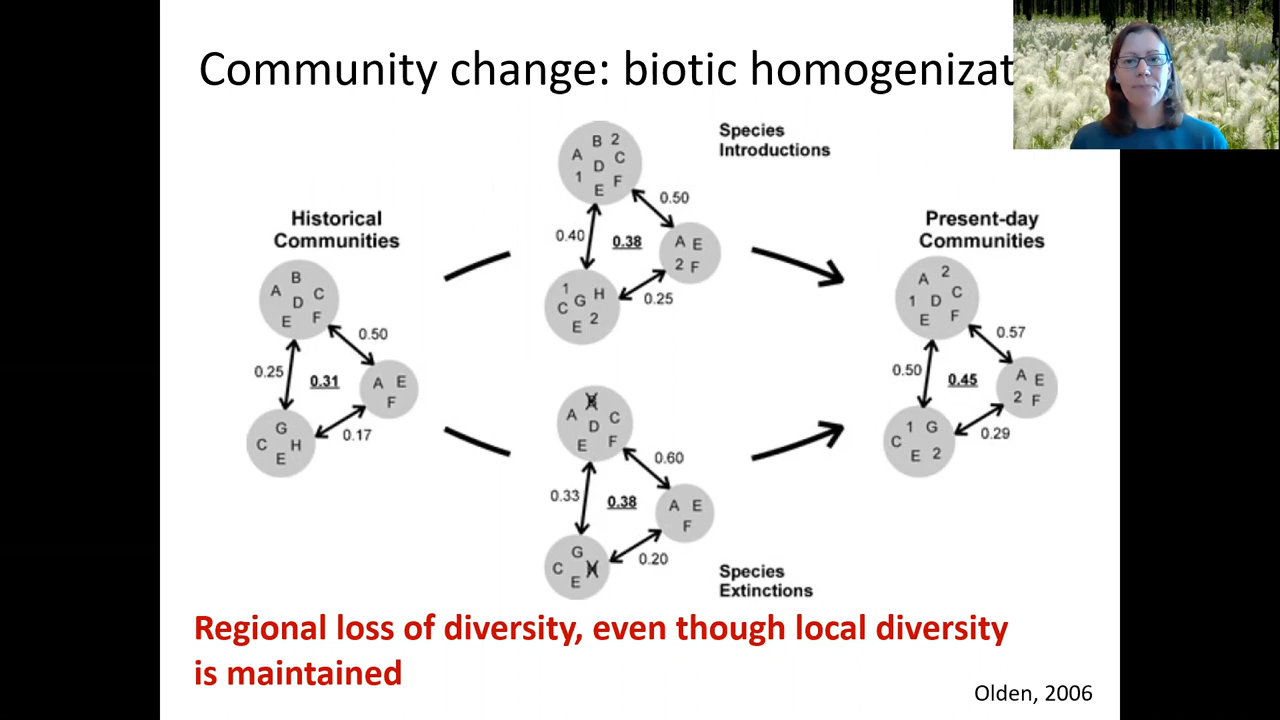 Community change: biotic homogenizat
Species
Introductions
B 2
A C
D
1 F
E
0.50
0.40
0.38
A E
2 F
1 H
G
C
2
E
0.25
Historical
Communities
B
A C
D
E F
0.50
0.25
0.31
A E
F
G
C H
E
0.17
Present-day
Communities
2
A
C
1 D
E F
0.57
0.50
0.45
A E
2 F
1 G
C
E 2
0.29
B
A C
D
E F
0.60
0.33
0.38
A E
F
G
C H
E
0.20
Species
Extinctions
Regional loss of diversity, even though local diversity
is maintained
Olden, 2006